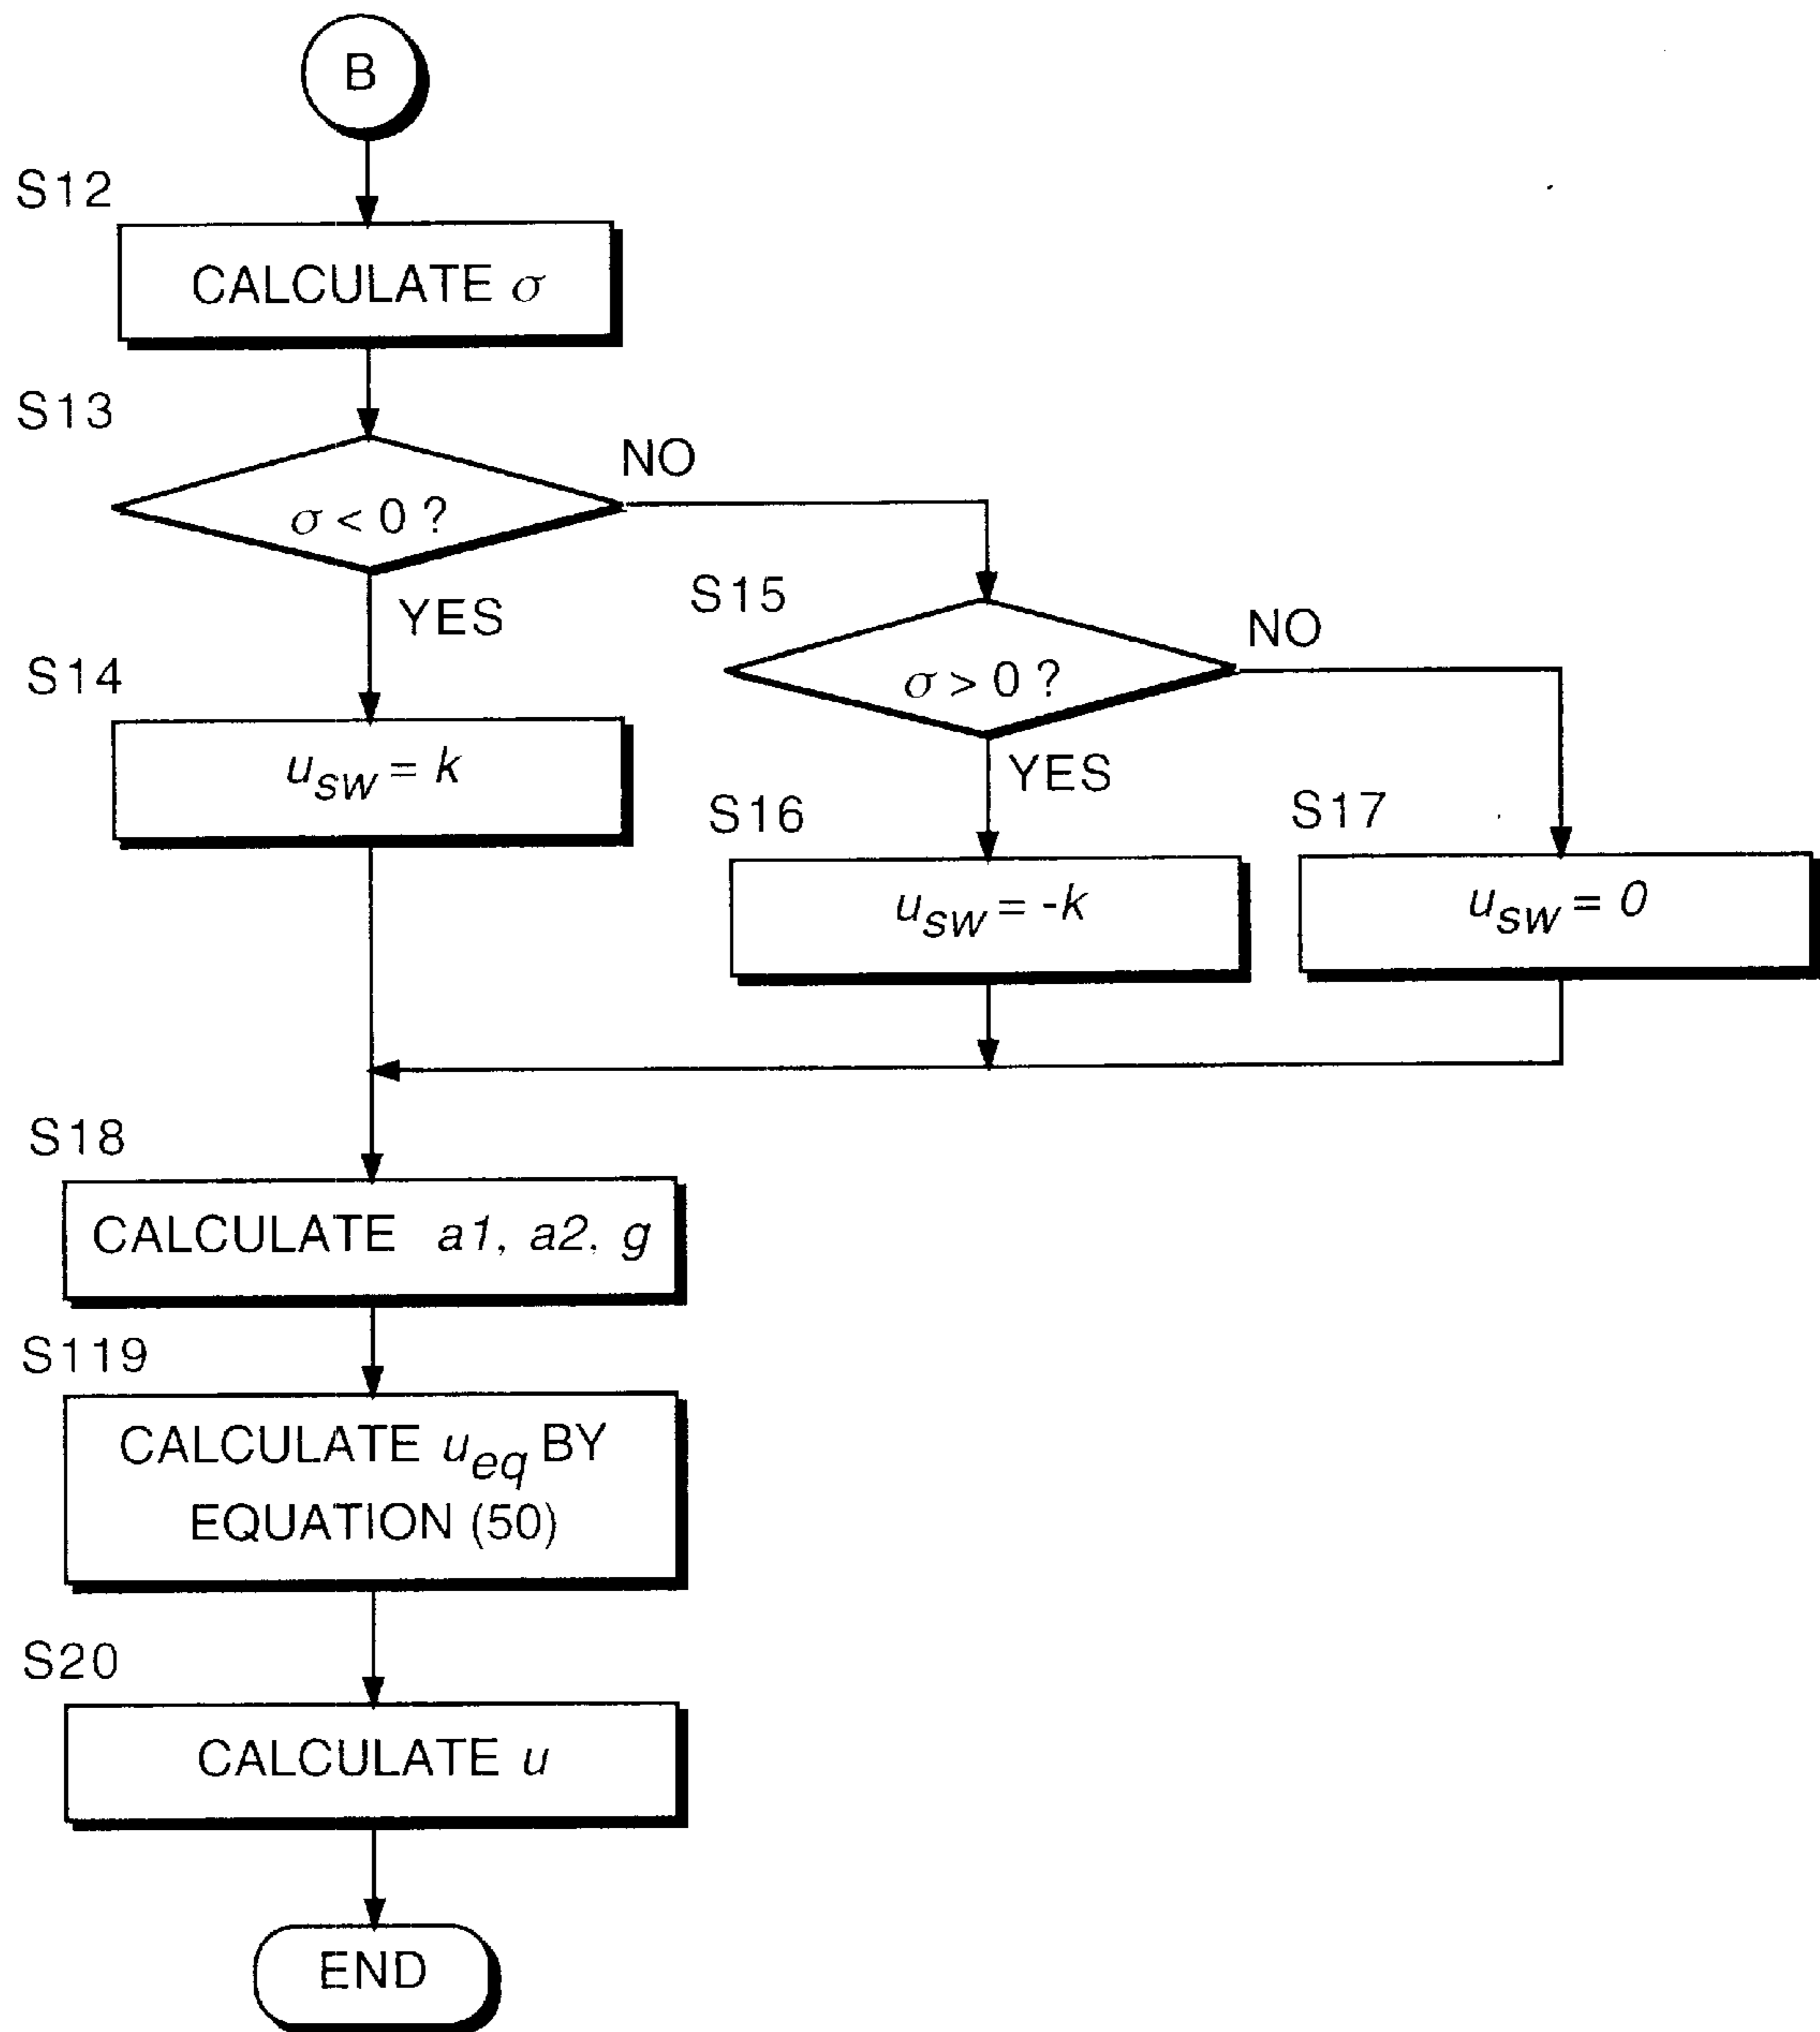 B
S12
CALCULATE σ
S13
σ < 0 ?
NO
YES
S15
σ > 0 ?
NO
YES
S14
u_sw = k
S16
u_sw = -k
S17
u_sw = 0
S18
CALCULATE a1, a2, g
S119
CALCULATE u_eq BY
EQUATION (50)
S20
CALCULATE u
END